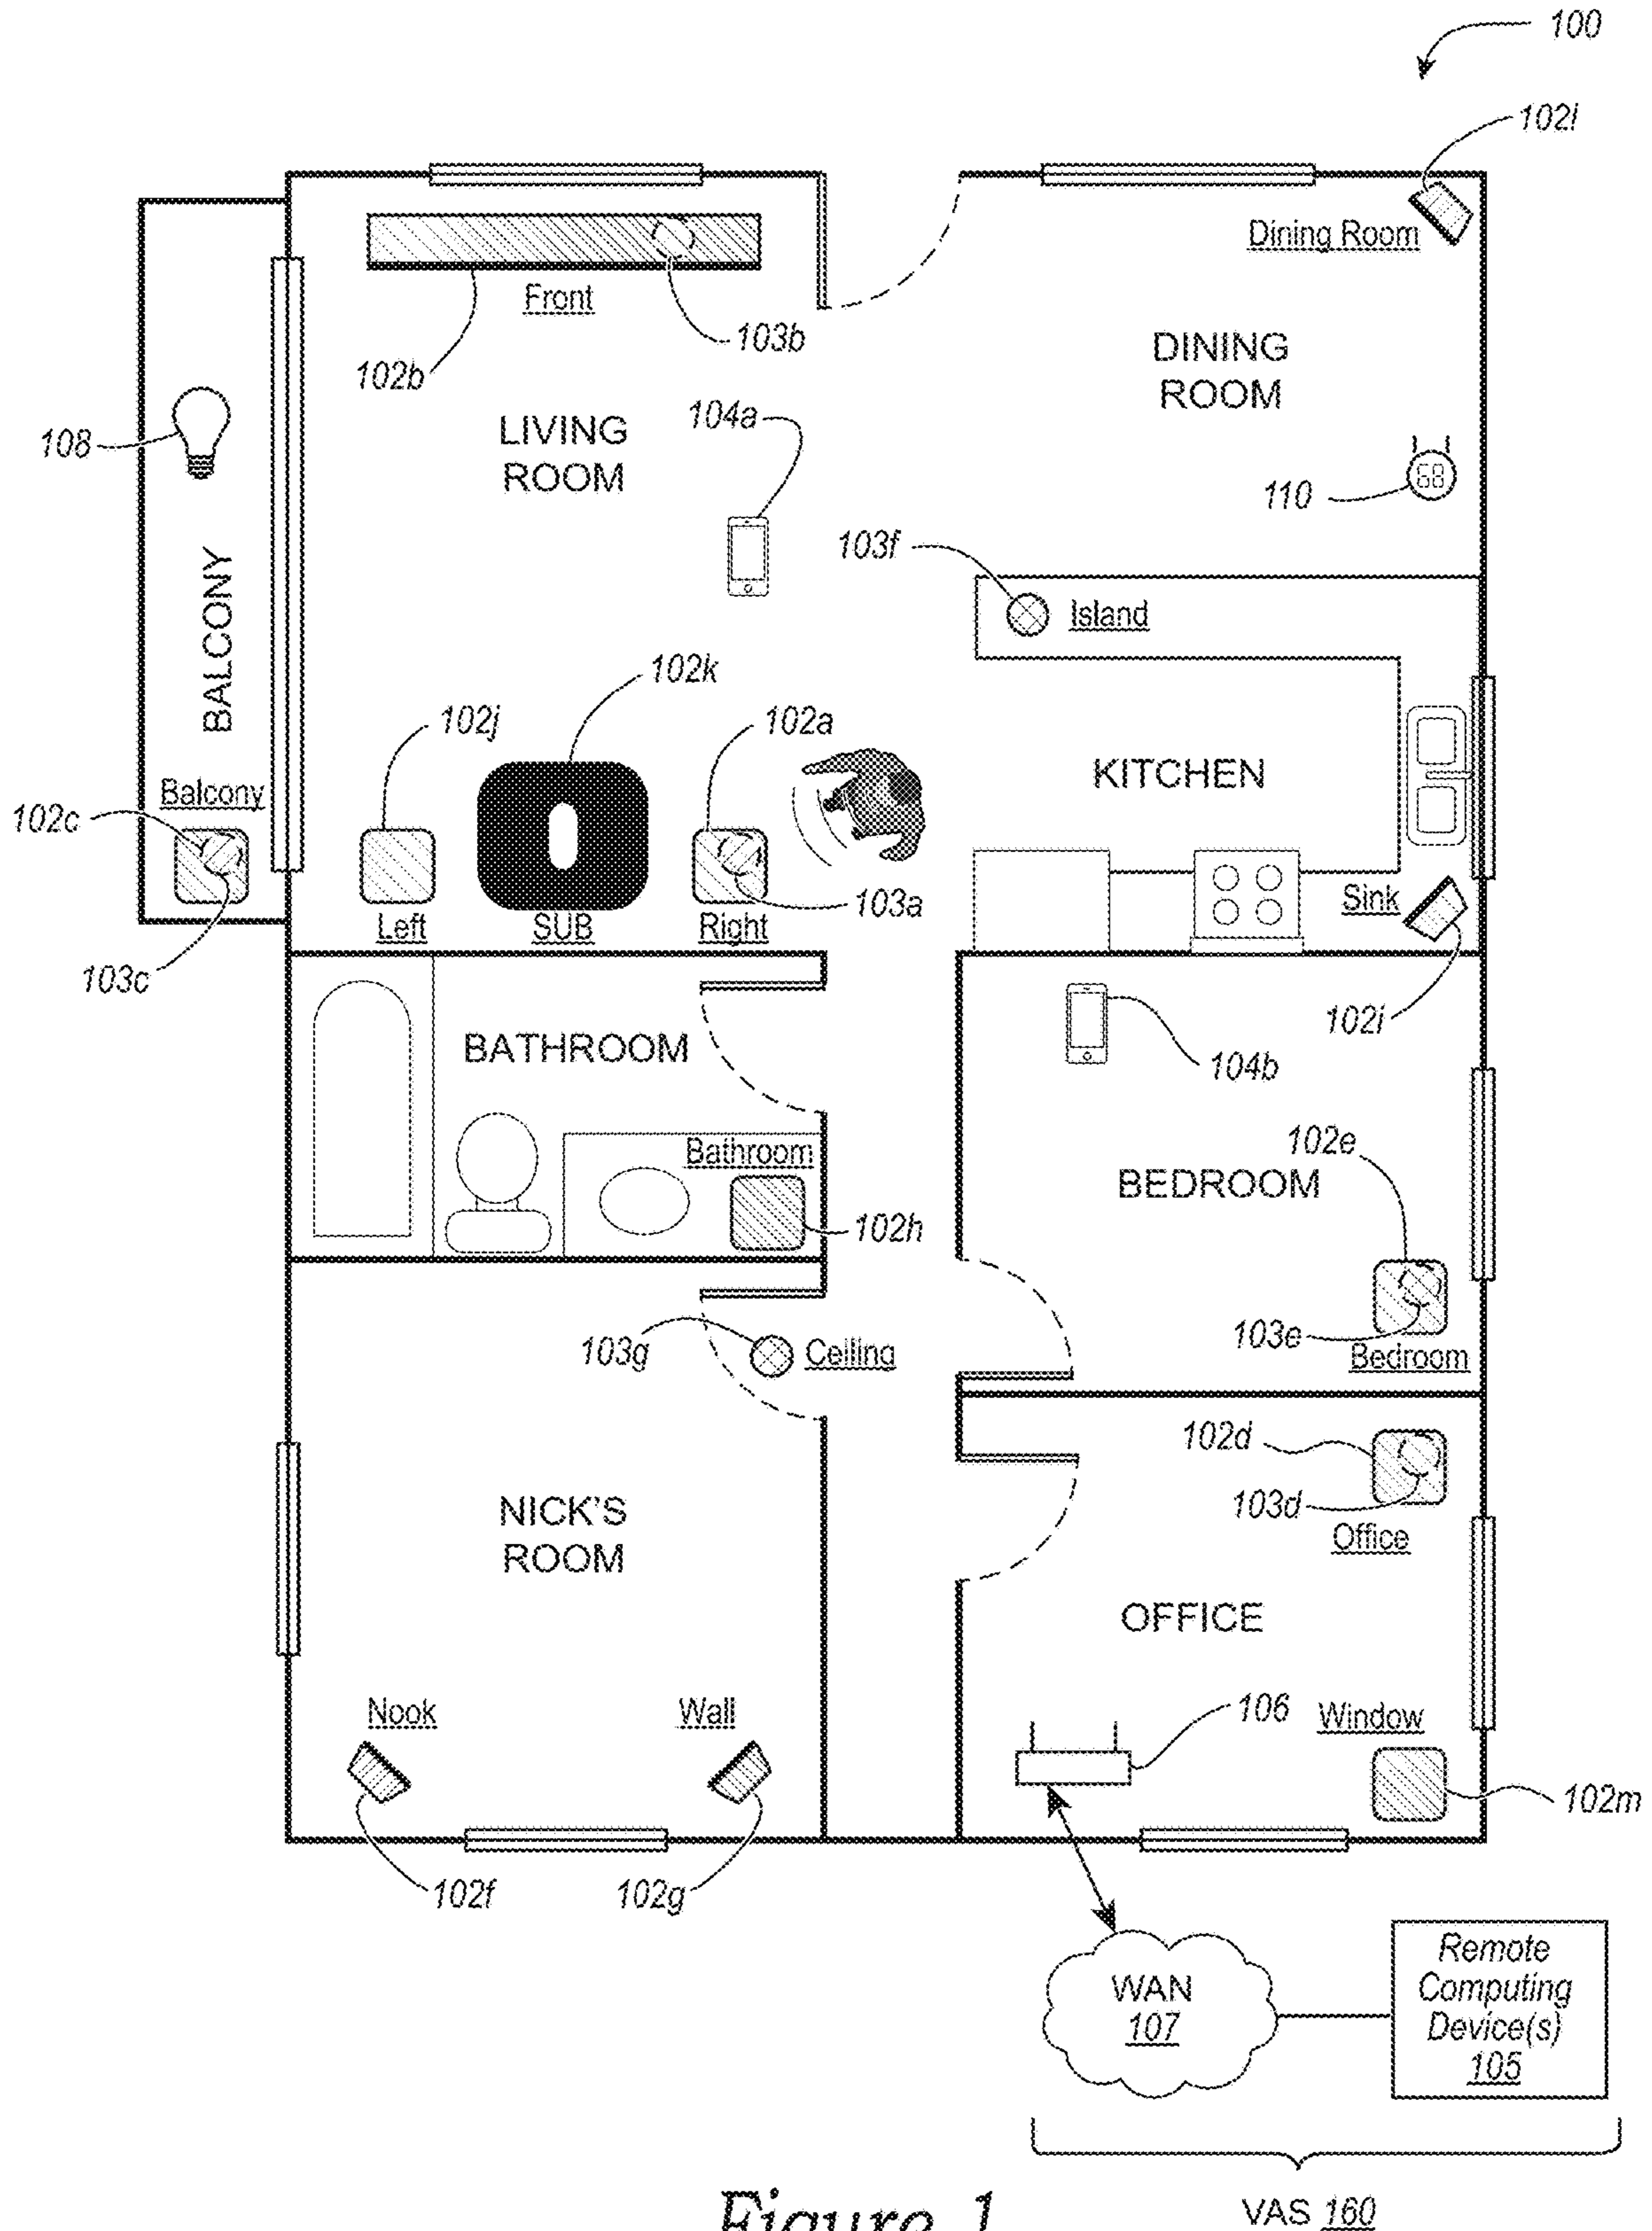 100
102l
Dining Room
Front
103b
102b
DINING
ROOM
104a
LIVING
ROOM
108
68
110
103f
Island
BALCONY
102k
102j
102a
KITCHEN
Balcony
102c
Sink
103a
Left
SUB
Right
103c
102i
BATHROOM
104b
102e
Bathroom
BEDROOM
102h
103e
103g
Ceiling
Bedroom
102d
103d
NICK'S
ROOM
Office
OFFICE
Nook
Wall
106
Window
102m
102f
102g
WAN
107
Remote
Computing
Device(s)
105
VAS 160
Figure 1